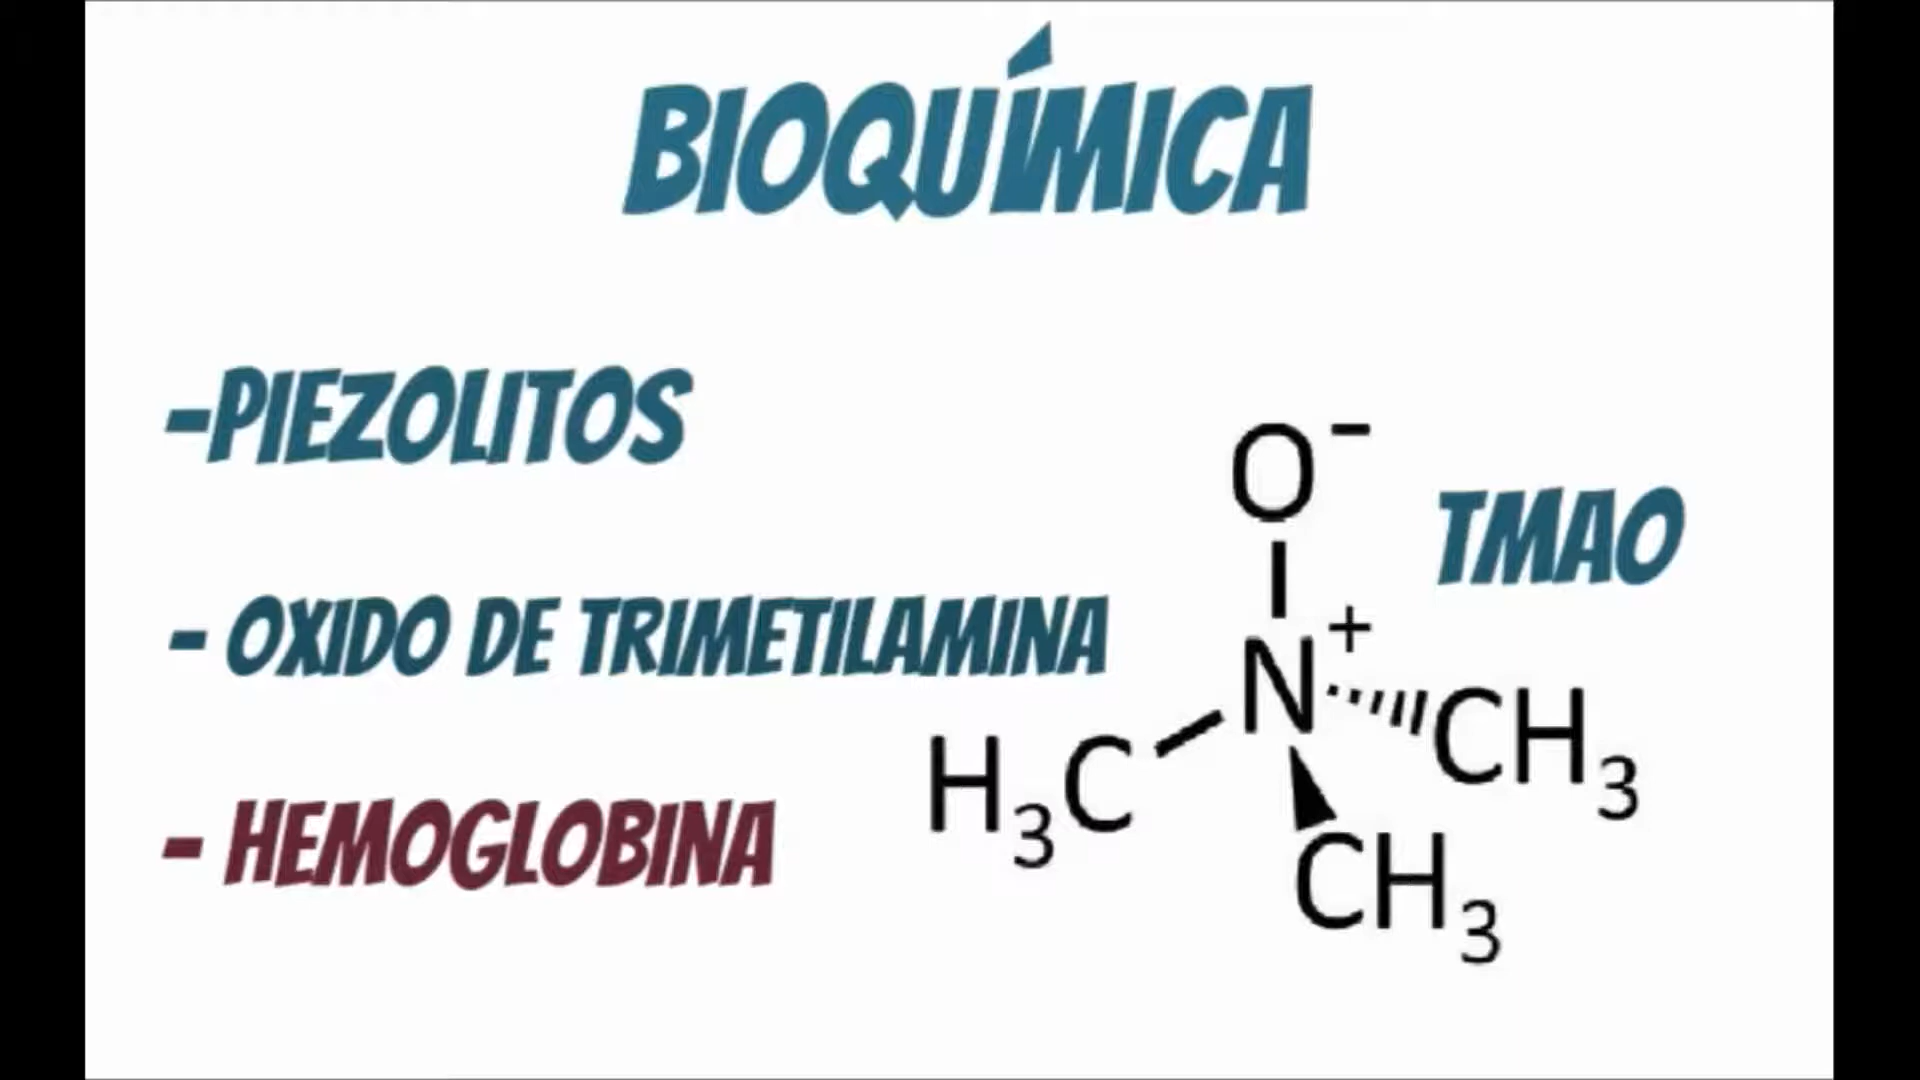 BIOQUÍMICA
-PIEZOLITOS
- OXIDO DE TRIMETILAMINA
- HEMOGLOBINA
TMAO
O-
N+
CH3
H3C
CH3